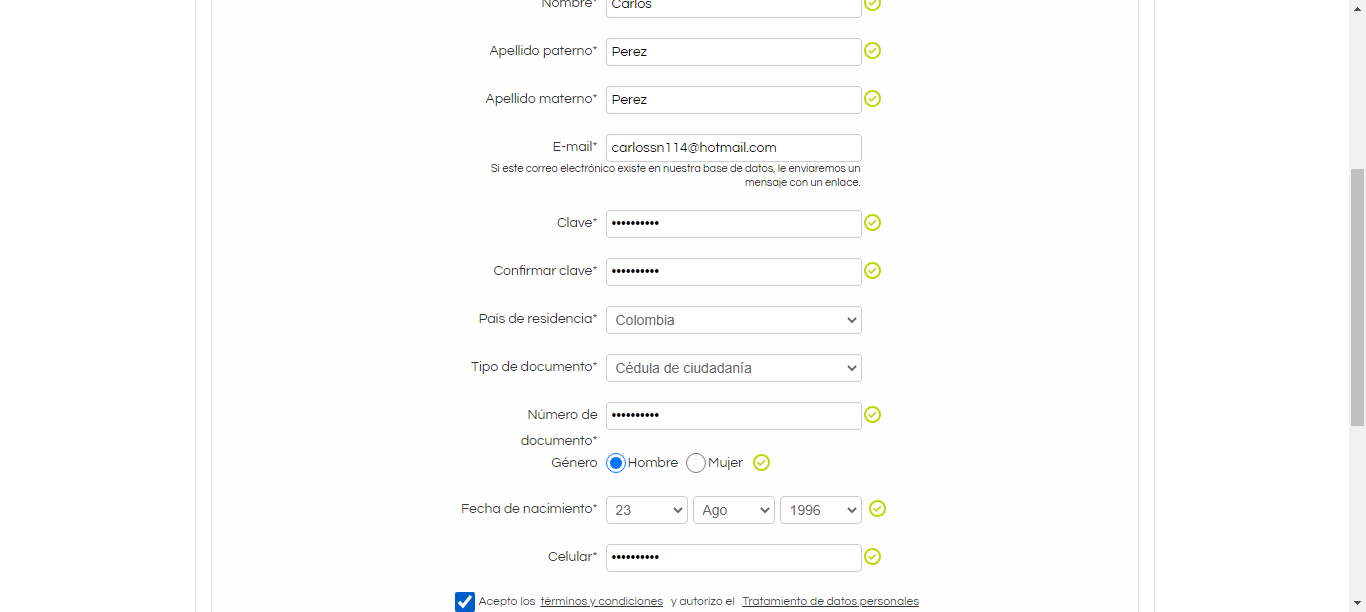 Nombre* Carlos
Apellido paterno* Perez
Apellido materno* Perez
E-mail* carlossn114@hotmail.com
Si este correo electrónico existe en nuestra base de datos, le enviaremos un
mensaje con un enlace.
Clave* ••••••••••
Confirmar clave* ••••••••••
País de residencia* Colombia
Tipo de documento* Cédula de ciudadanía
Número de ••••••••••
documento*
Género Hombre Mujer
Fecha de nacimiento* 23 Ago 1996
Celular* ••••••••••
Acepto los términos y condiciones y autorizo el Tratamiento de datos personales